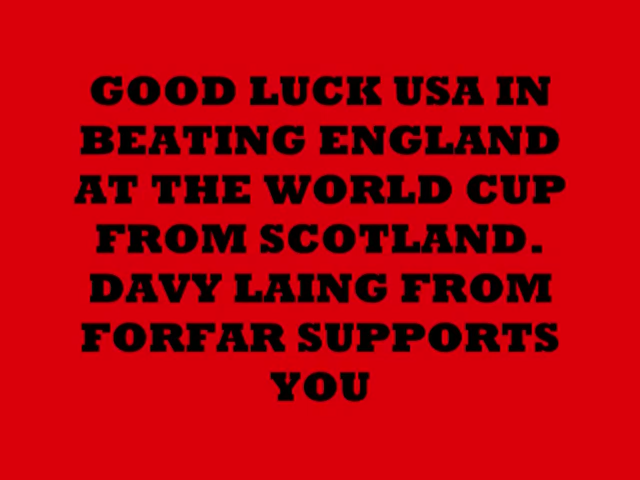 GOOD LUCK USA IN
BEATING ENGLAND
AT THE WORLD CUP
FROM SCOTLAND.
DAVY LAING FROM
FORFAR SUPPORTS
YOU